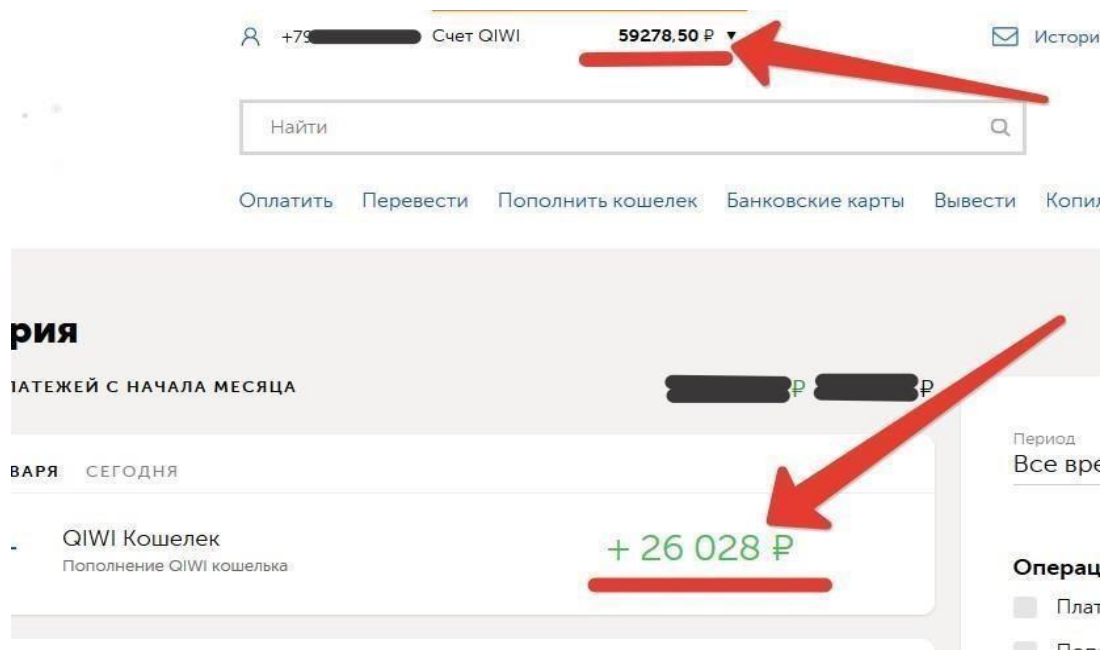 +79 Счет QIWI 59278,50 ₽ ▼ Истори
Найти
Оплатить Перевести Пополнить кошелек Банковские карты Вывести Копил
рия
ЛАТЕЖЕЙ С НАЧАЛА МЕСЯЦА ₽ ₽
ВАРЯ СЕГОДНЯ
Период
Все вре
QIWI Кошелек + 26 028 ₽
Пополнение QIWI кошелька
Операц
Плат